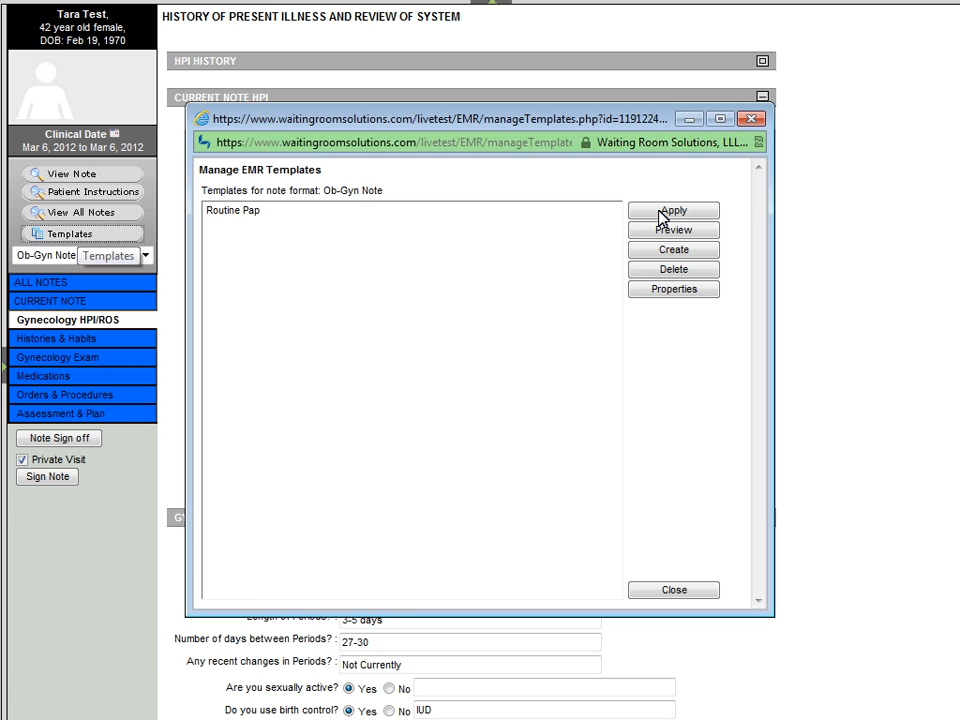 Tara Test,
42 year old female,
DOB: Feb 19, 1970
Clinical Date
Mar 6, 2012 to Mar 6, 2012
View Note
Patient Instructions
View All Notes
Templates
Ob-Gyn Note
Templates
ALL NOTES
CURRENT NOTE
Gynecology HPI/ROS
Histories & Habits
Gynecology Exam
Medications
Orders & Procedures
Assessment & Plan
Note Sign off
Private Visit
Sign Note
HISTORY OF PRESENT ILLNESS AND REVIEW OF SYSTEM
HPI HISTORY
CURRENT NOTE HPI
https://www.waitingroomsolutions.com/livetest/EMR/manageTemplates.php?id=1191224...
https://www.waitingroomsolutions.com/livetest/EMR/manageTemplate
Waiting Room Solutions, LLL...
Manage EMR Templates
Templates for note format: Ob-Gyn Note
Routine Pap
Apply
Preview
Create
Delete
Properties
Close
Length of Periods? : 3-5 days
Number of days between Periods? : 27-30
Any recent changes in Periods? : Not Currently
Are you sexually active? Yes No
Do you use birth control? Yes No IUD